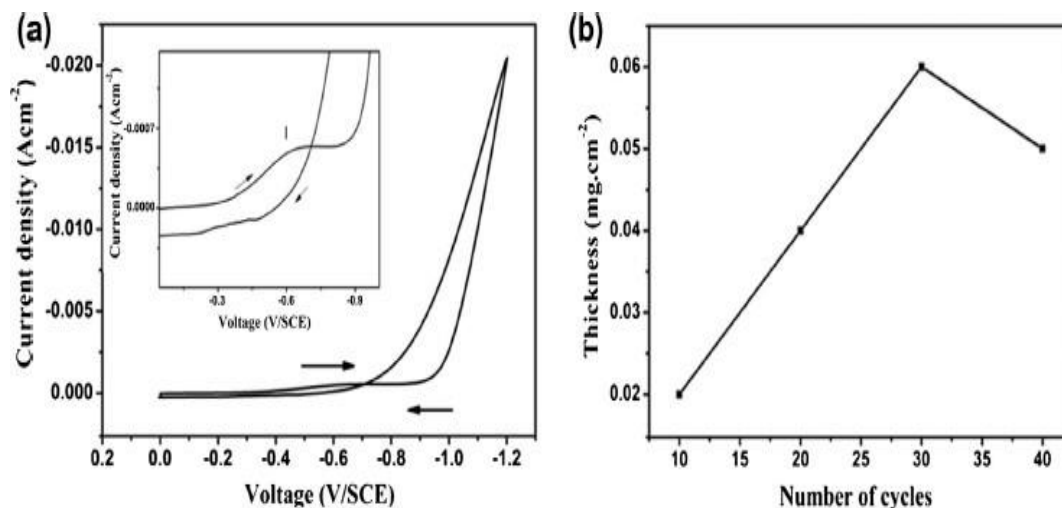 (a)
-0.020
-0.015
-0.010
-0.005
0.000
Current density (Acm⁻²)
0.2 0.0 -0.2 -0.4 -0.6 -0.8 -1.0 -1.2
Voltage (V/SCE)
-0.0007
0.0000
Current density (Acm⁻²)
I
-0.3 -0.6 -0.9
Voltage (V/SCE)
(b)
0.06
0.05
0.04
0.03
0.02
Thickness (mg.cm⁻²)
10 15 20 25 30 35 40
Number of cycles